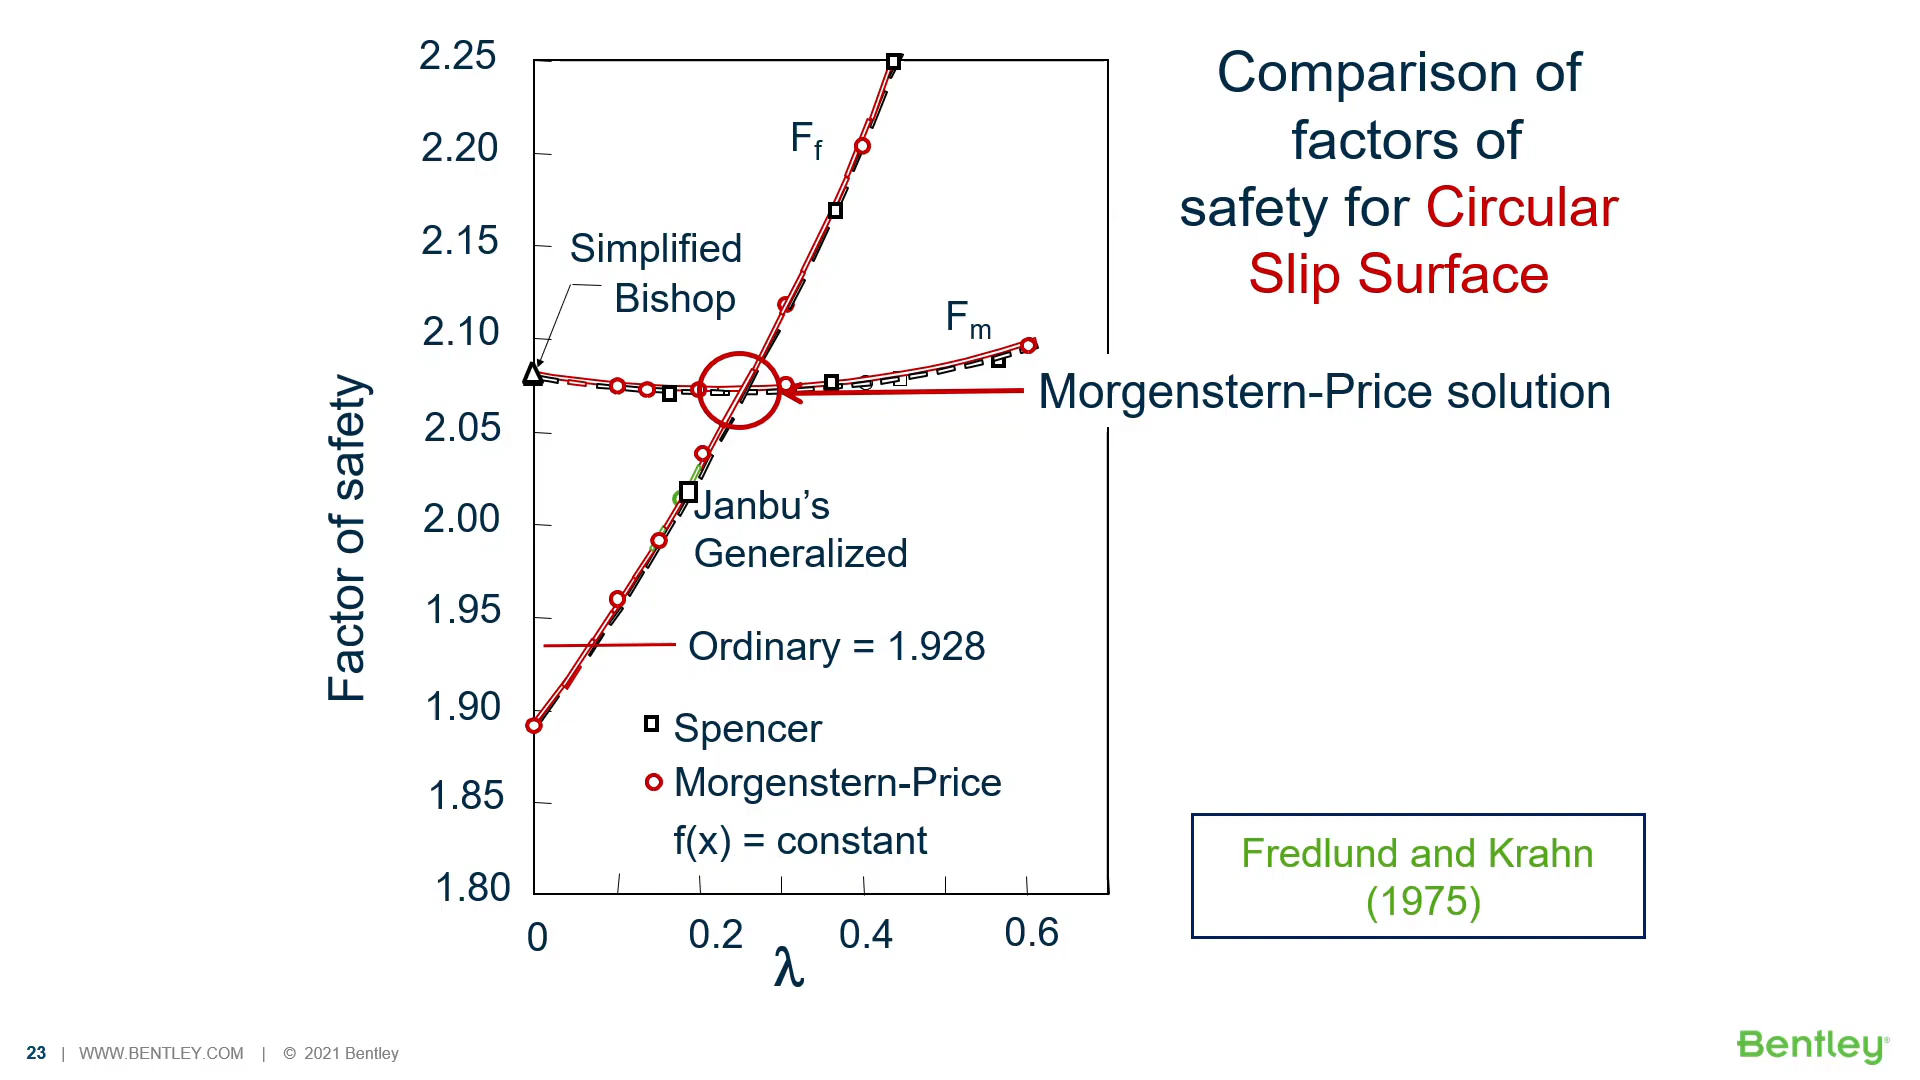 Comparison of
factors of
safety for Circular
Slip Surface
2.25
2.20
2.15
2.10
2.05
2.00
1.95
1.90
1.85
1.80
Factor of safety
F_f
Simplified
Bishop
F_m
Morgenstern-Price solution
Janbu’s
Generalized
Ordinary = 1.928
Spencer
Morgenstern-Price
f(x) = constant
0
0.2
0.4
0.6
λ
Fredlund and Krahn
(1975)
23 | WWW.BENTLEY.COM | © 2021 Bentley
Bentley®